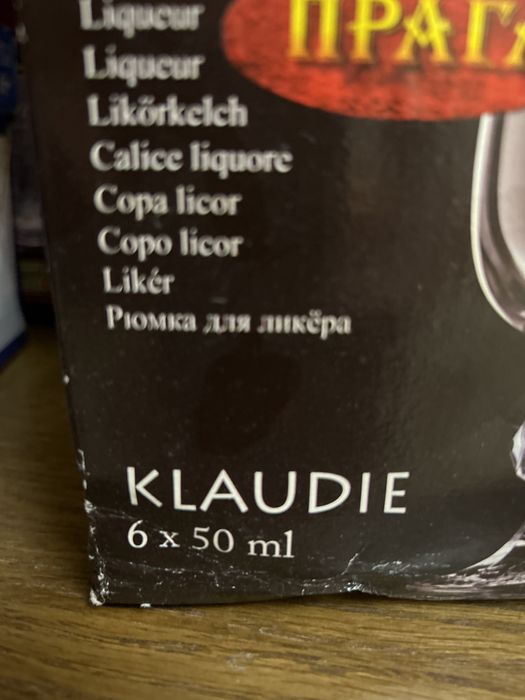 Liqueur
ПРАГА
Liqueur
Likörkelch
Calice liquore
Copa licor
Copo licor
Likér
Рюмка для ликёра
KLAUDIE
6 x 50 ml